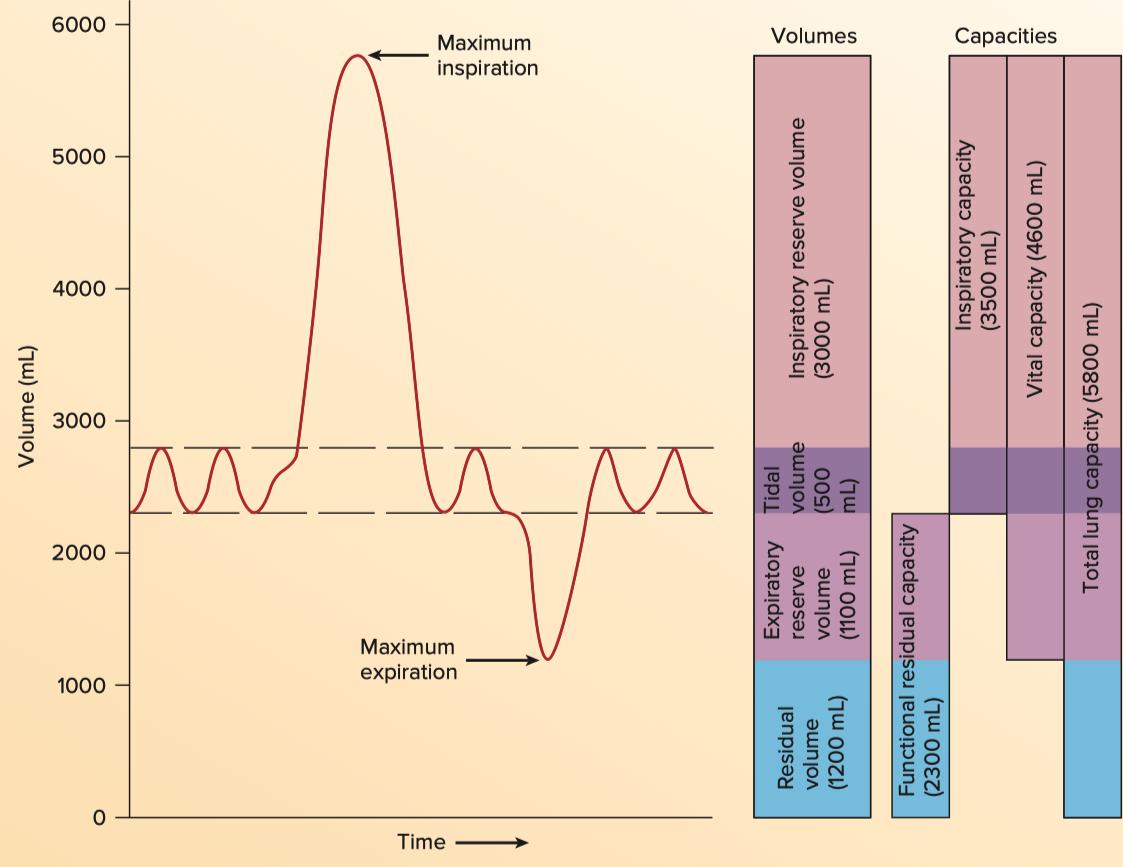 6000
5000
4000
3000
2000
1000
0
Volume (mL)
Time
Maximum
inspiration
Maximum
expiration
Volumes
Inspiratory reserve volume
(3000 mL)
Tidal
volume
(500
mL)
Expiratory
reserve
volume
(1100 mL)
Residual
volume
(1200 mL)
Capacities
Functional residual capacity
(2300 mL)
Inspiratory capacity
(3500 mL)
Vital capacity (4600 mL)
Total lung capacity (5800 mL)